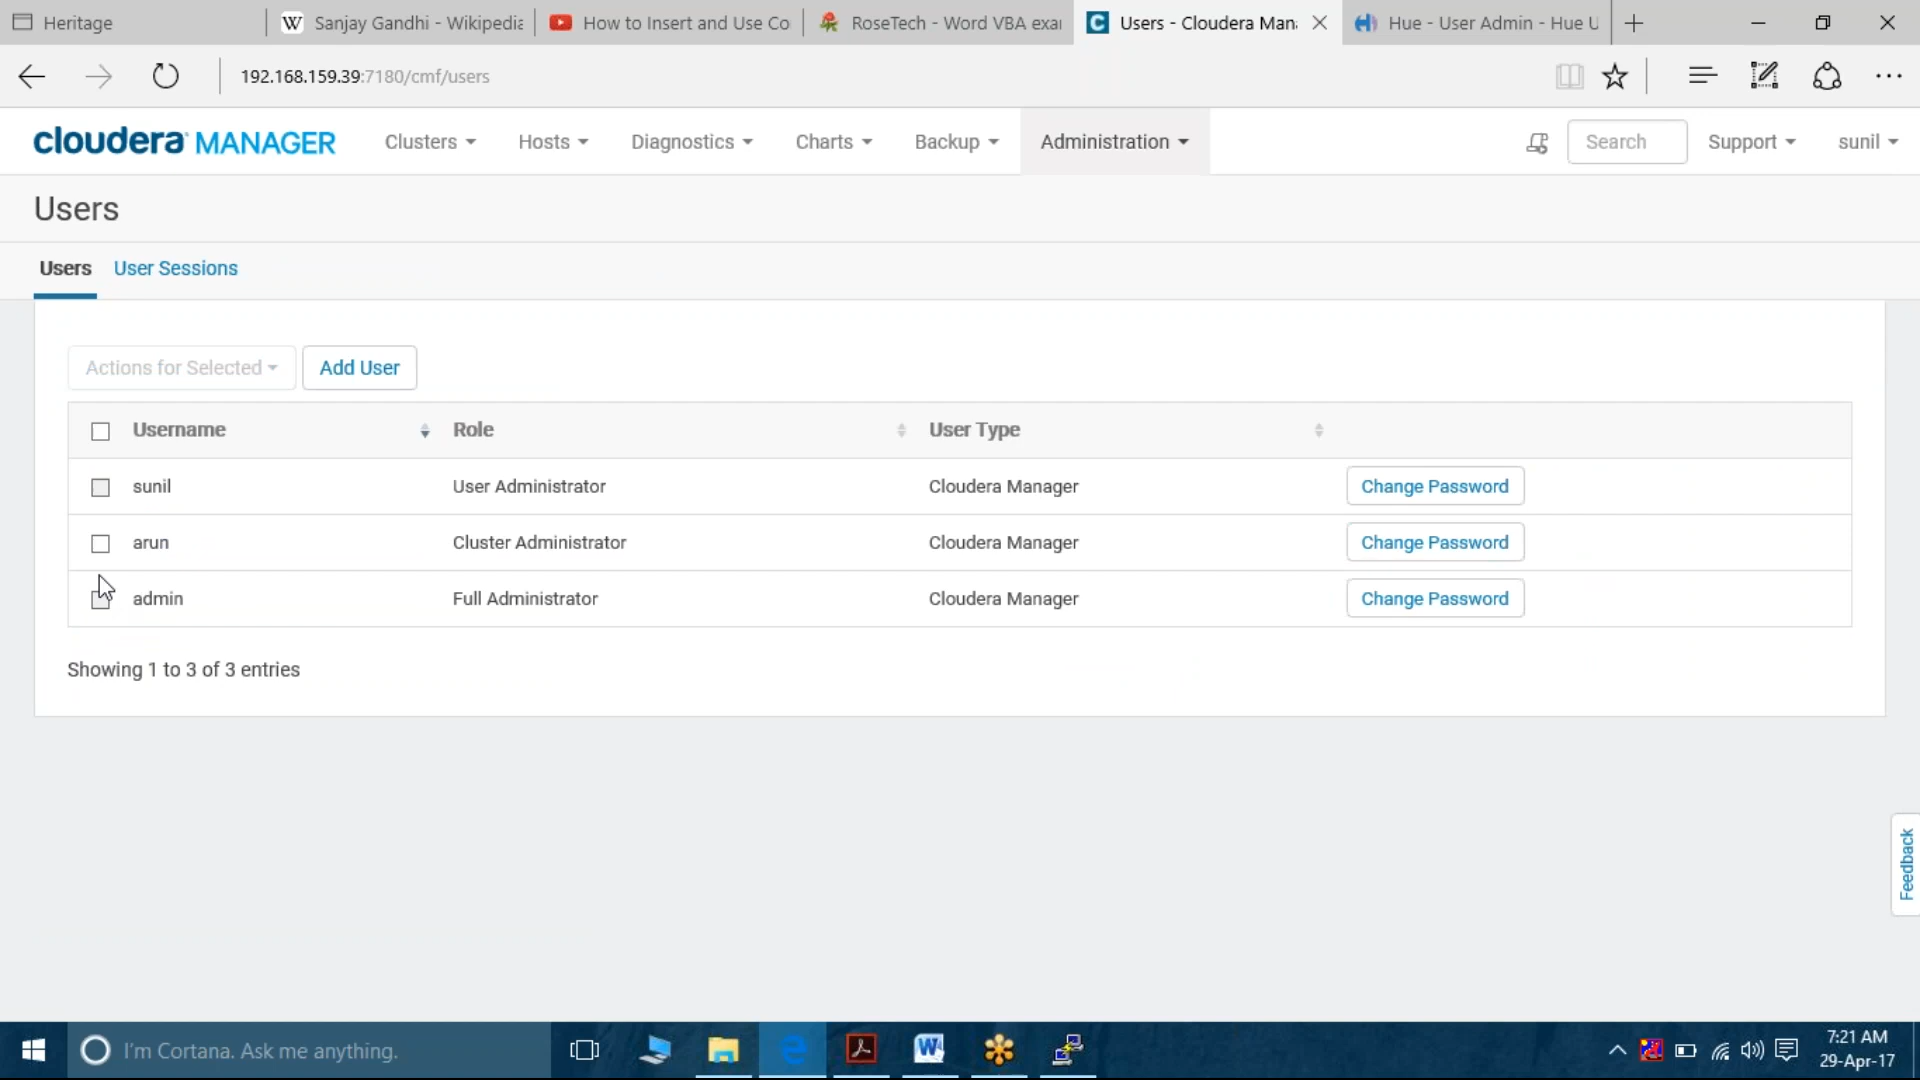 Heritage
Sanjay Gandhi - Wikipedia
How to Insert and Use Co
RoseTech - Word VBA exa
Users - Cloudera Man
Hue - User Admin - Hue U
192.168.159.39:7180/cmf/users
cloudera MANAGER
Clusters
Hosts
Diagnostics
Charts
Backup
Administration
Search
Support
sunil
Users
Users
User Sessions
Actions for Selected
Add User
Username
Role
User Type
sunil
User Administrator
Cloudera Manager
Change Password
arun
Cluster Administrator
Cloudera Manager
Change Password
admin
Full Administrator
Cloudera Manager
Change Password
Showing 1 to 3 of 3 entries
Feedback
I'm Cortana. Ask me anything.
7:21 AM
29-Apr-17